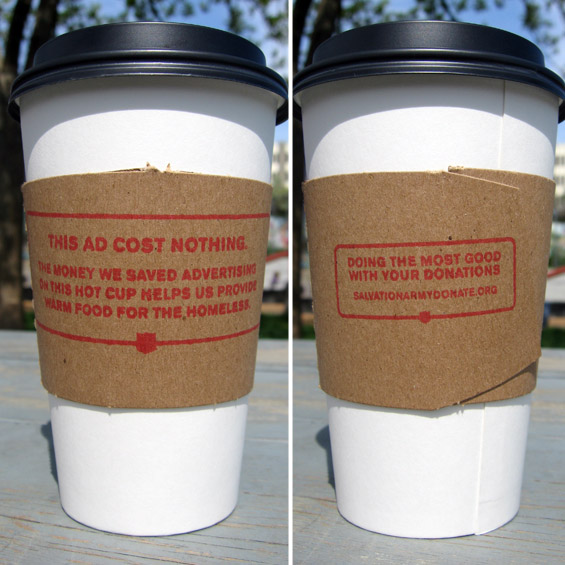 THIS AD COST NOTHING.
THE MONEY WE SAVED ADVERTISING
ON THIS HOT CUP HELPS US PROVIDE
WARM FOOD FOR THE HOMELESS.
DOING THE MOST GOOD
WITH YOUR DONATIONS
SALVATIONARMYDONATE.ORG